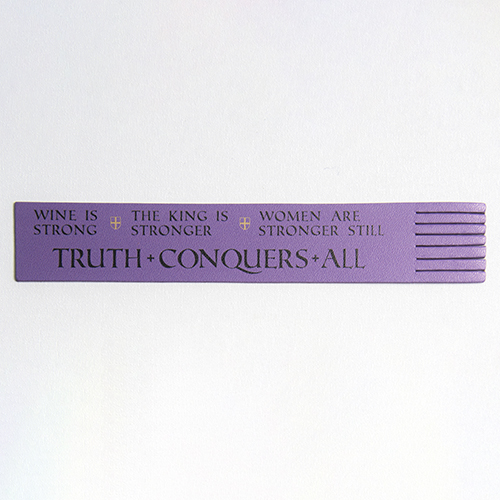 WINE IS THE KING IS WOMEN ARE
STRONG STRONGER STRONGER STILL
TRUTH + CONQUERS + ALL